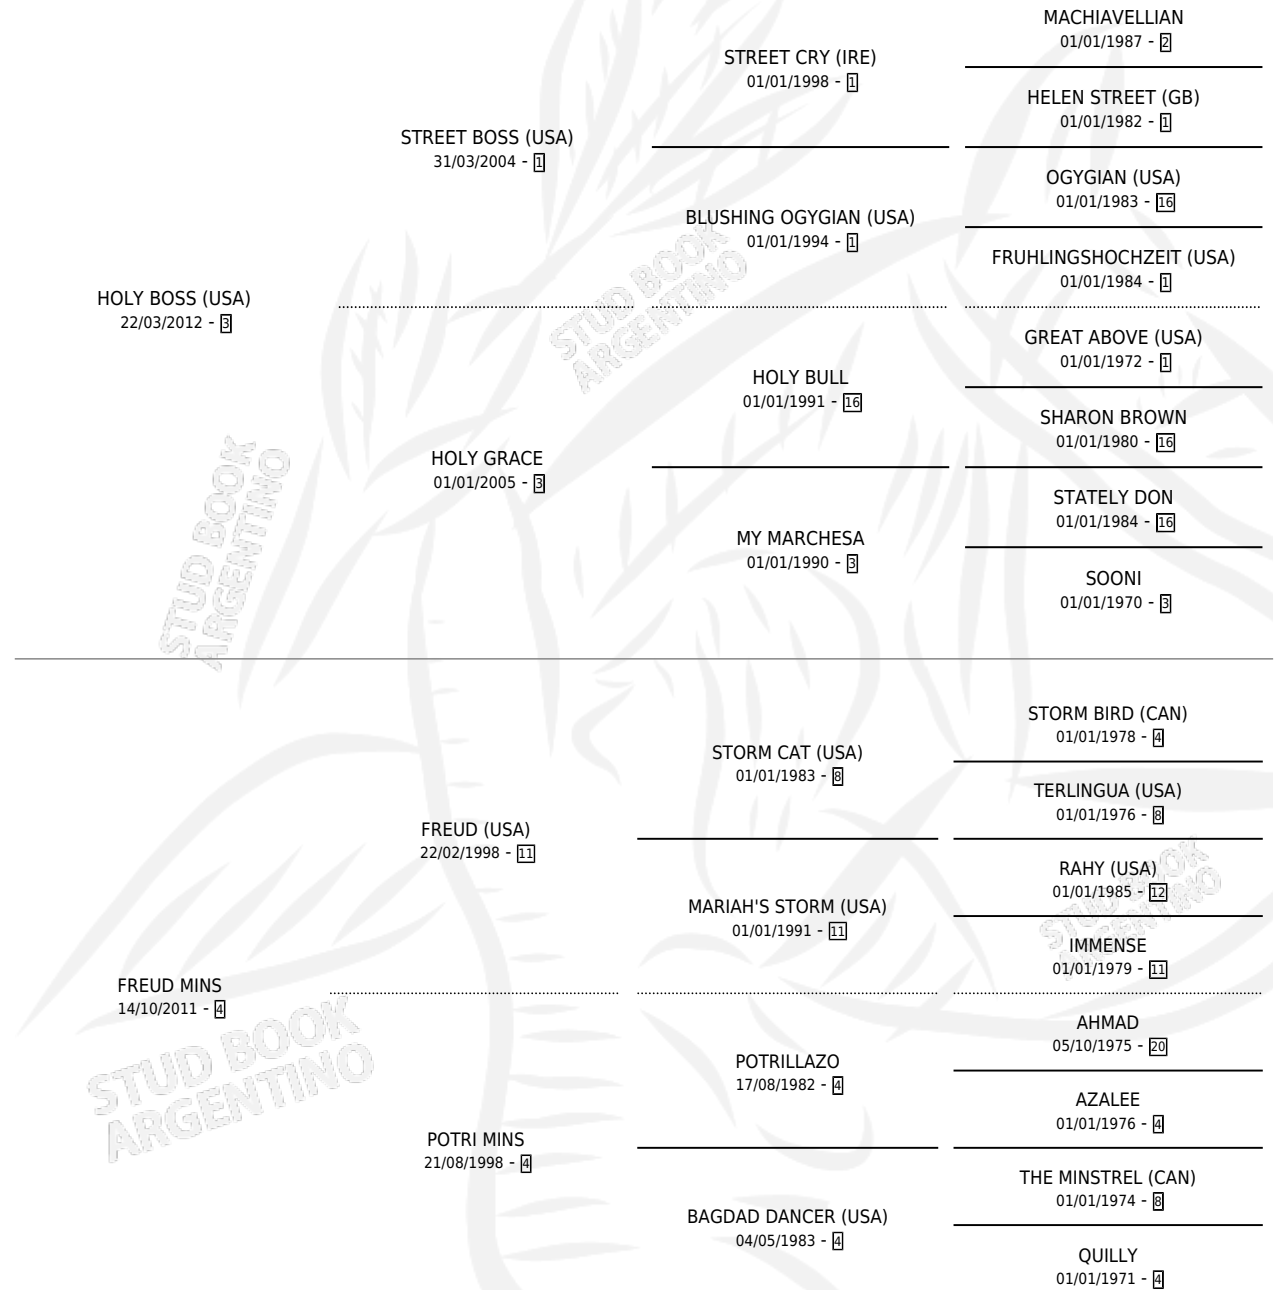 MACHIAVELLIAN
01/01/1987 - 2
STREET CRY (IRE)
01/01/1998 - 1
HELEN STREET (GB)
01/01/1982 - 1
STREET BOSS (USA)
31/03/2004 - 1
OGYGIAN (USA)
01/01/1983 - 16
BLUSHING OGYGIAN (USA)
01/01/1994 - 1
FRUHLINGSHOCHZEIT (USA)
01/01/1984 - 1
HOLY BOSS (USA)
22/03/2012 - 3
GREAT ABOVE (USA)
01/01/1972 - 1
HOLY BULL
01/01/1991 - 16
SHARON BROWN
01/01/1980 - 16
HOLY GRACE
01/01/2005 - 3
STATELY DON
01/01/1984 - 16
MY MARCHESA
01/01/1990 - 3
SOONI
01/01/1970 - 3
STORM BIRD (CAN)
01/01/1978 - 4
STORM CAT (USA)
01/01/1983 - 8
TERLINGUA (USA)
01/01/1976 - 8
FREUD (USA)
22/02/1998 - 11
RAHY (USA)
01/01/1985 - 12
MARIAH'S STORM (USA)
01/01/1991 - 11
IMMENSE
01/01/1979 - 11
FREUD MINS
14/10/2011 - 4
AHMAD
05/10/1975 - 20
POTRILLAZO
17/08/1982 - 4
AZALEE
01/01/1976 - 4
POTRI MINS
21/08/1998 - 4
THE MINSTREL (CAN)
01/01/1974 - 8
BAGDAD DANCER (USA)
04/05/1983 - 4
QUILLY
01/01/1971 - 4
STUD BOOK
ARGENTINO
STUD BOOK
ARGENTINO
STUD BOOK
ARGENTINO
STUD BOOK
ARGENTINO